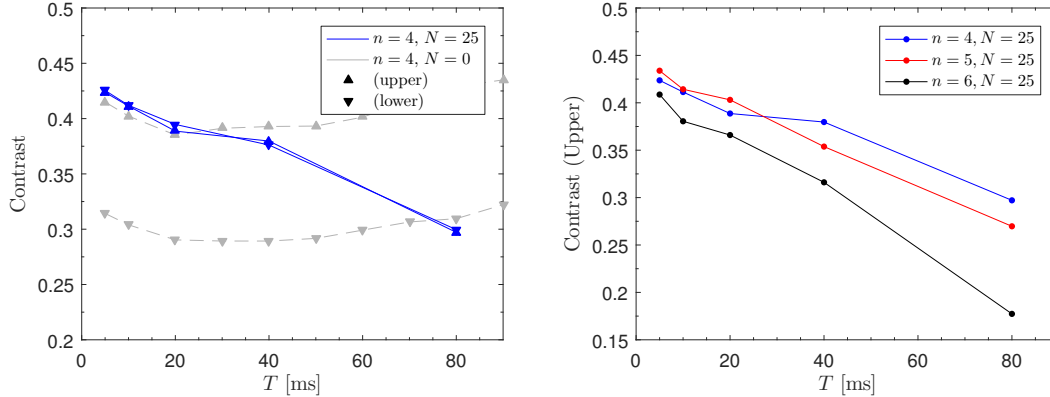 0.5
0.45
0.4
0.35
0.3
0.25
0.2
0
20
40
60
80
Contrast
T [ms]
n = 4, N = 25
n = 4, N = 0
(upper)
(lower)
0.5
0.45
0.4
0.35
0.3
0.25
0.2
0.15
0
20
40
60
80
Contrast (Upper)
T [ms]
n = 4, N = 25
n = 5, N = 25
n = 6, N = 25